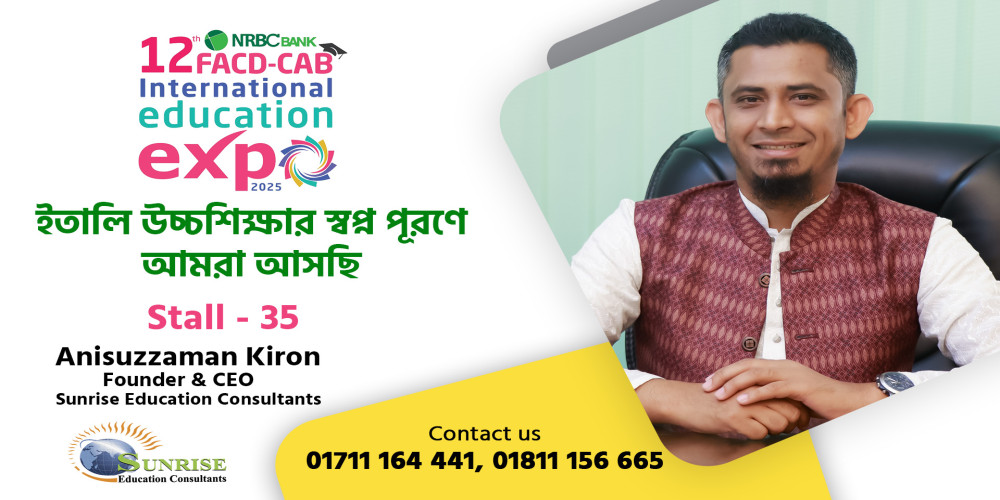 12th NRBC BANK
FACD-CAB
International
education
expo
2025
ইতালি উচ্চশিক্ষার স্বপ্ন পূরণে
আমরা আসছি
Stall - 35
Anisuzzaman Kiron
Founder & CEO
Sunrise Education Consultants
SUNRISE
Education Consultants
Contact us
01711 164 441, 01811 156 665